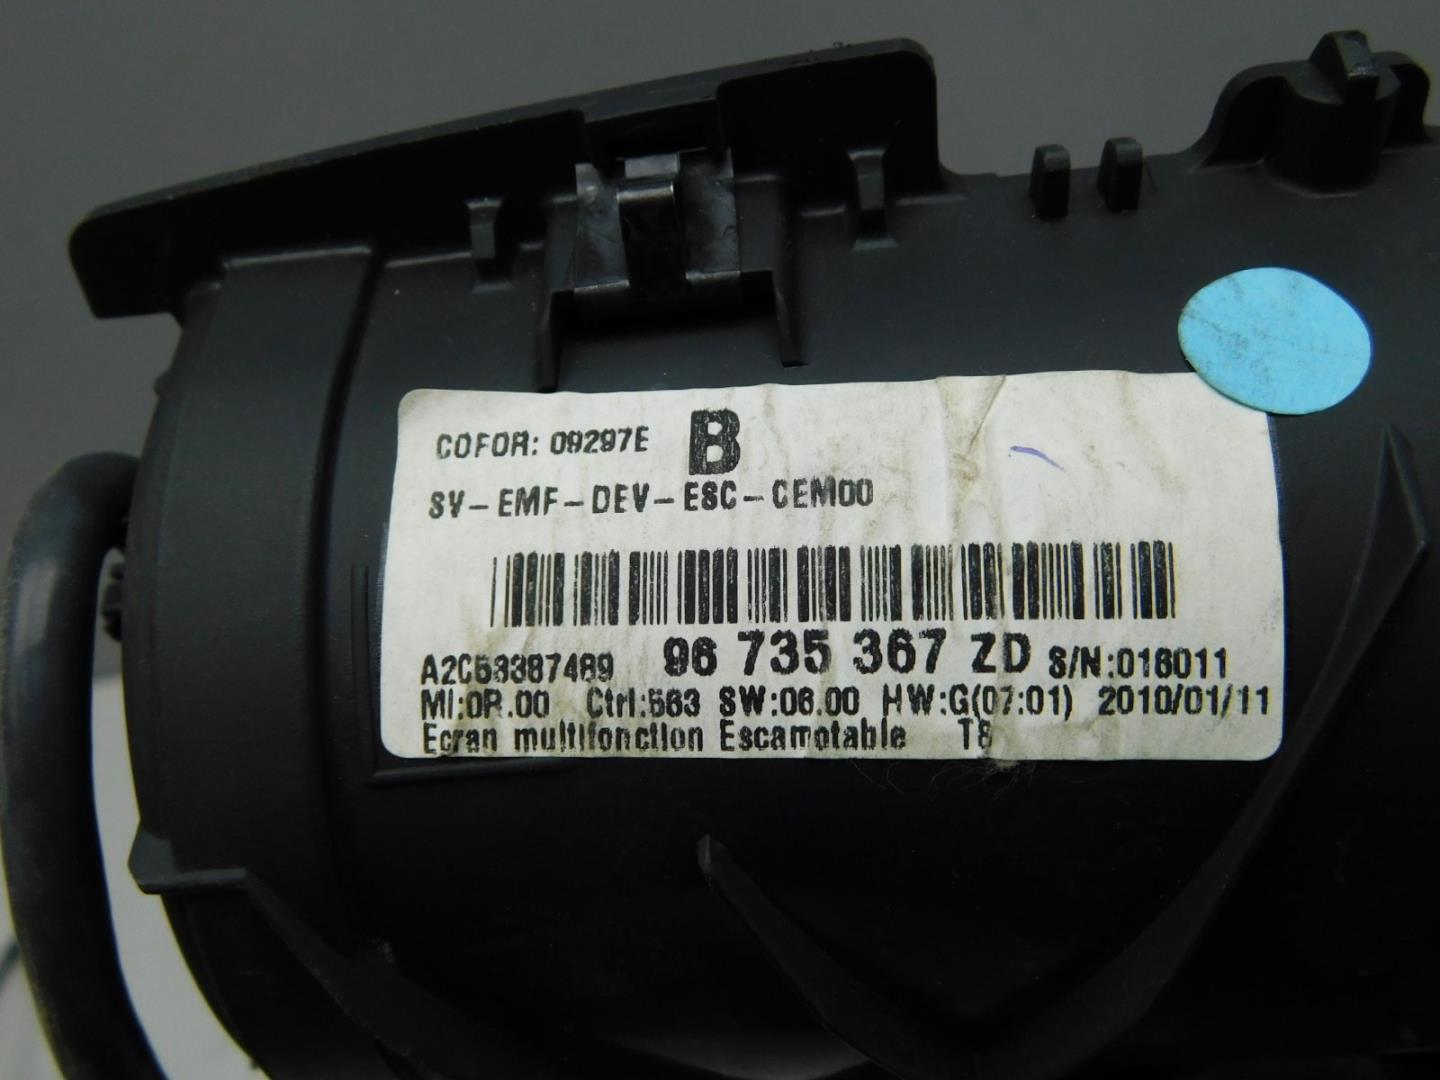 COFOR: 09297E B
SV-EMF-DEV-ESC-CEM00
A2C53387489 96 735 367 ZD S/N:016011
MI:0R.00 Ctrl:563 SW:06.00 HW:G(07:01) 2010/01/11
Ecran multifonction Escamotable T8